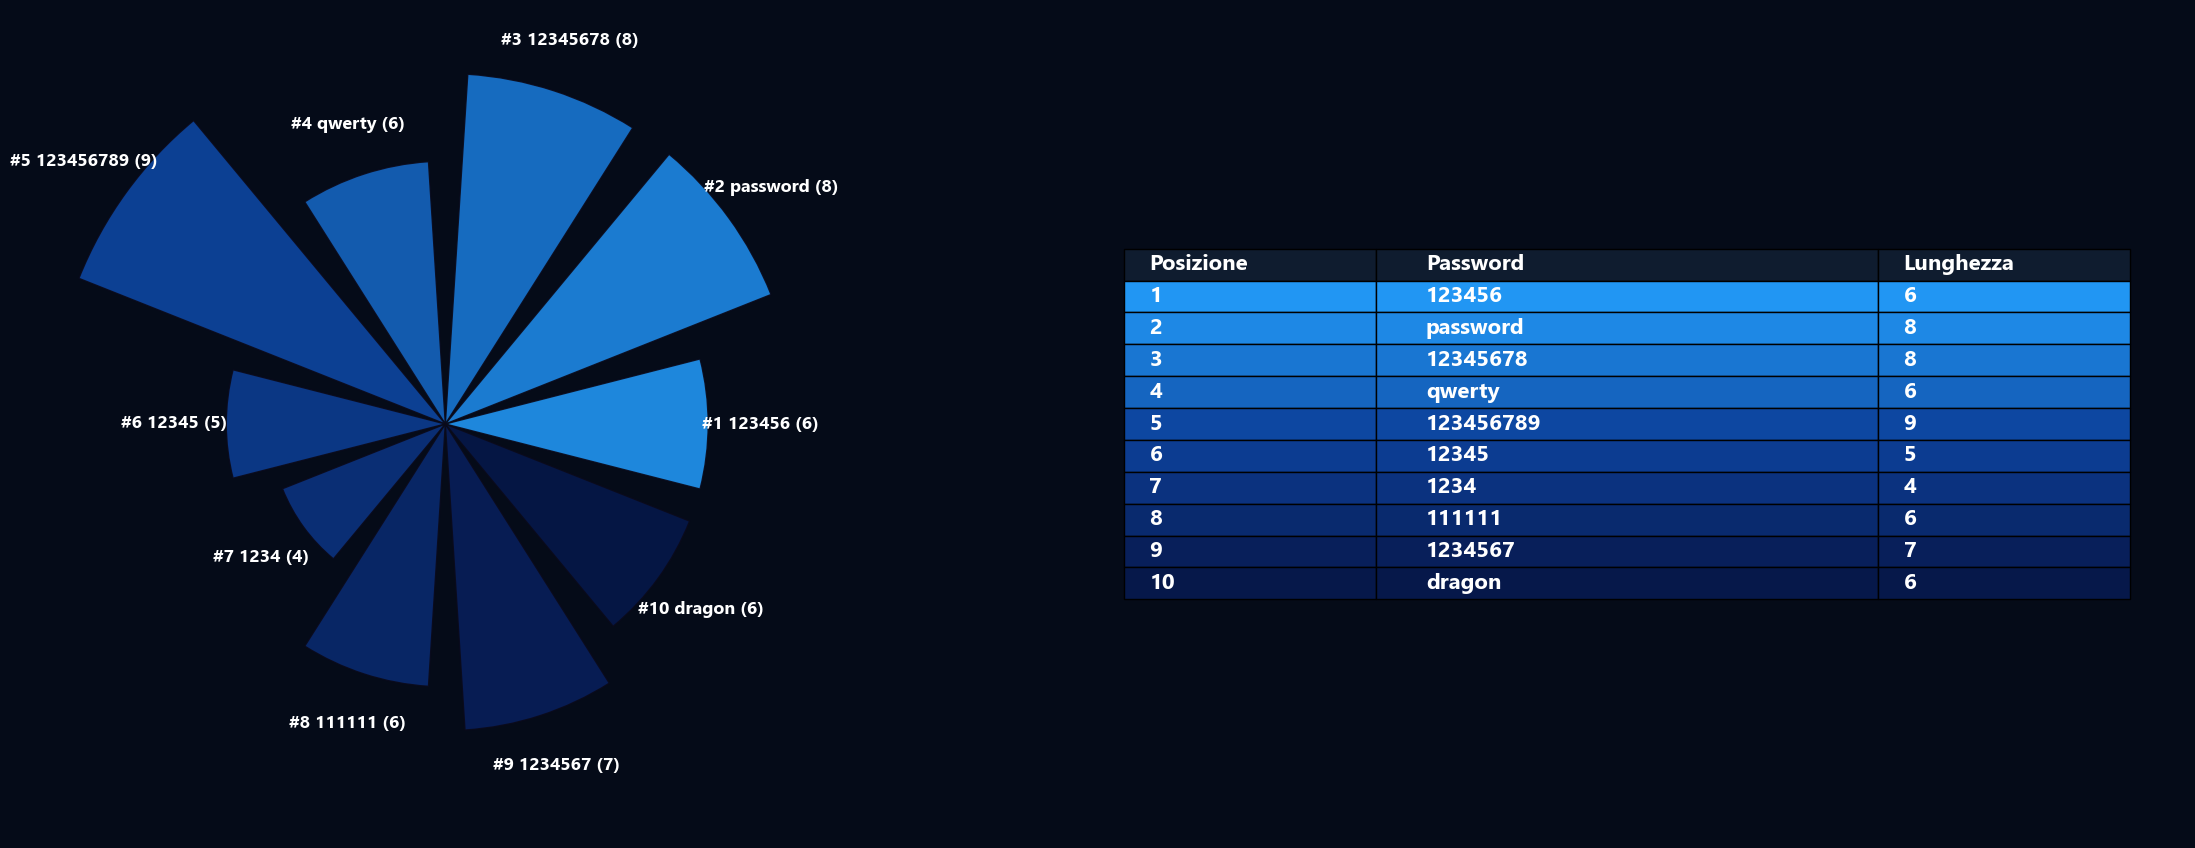 #3 12345678 (8)
#4 qwerty (6)
#5 123456789 (9)
#2 password (8)
#6 12345 (5)
#1 123456 (6)
#7 1234 (4)
#10 dragon (6)
#8 111111 (6)
#9 1234567 (7)
Posizione Password Lunghezza
1 123456 6
2 password 8
3 12345678 8
4 qwerty 6
5 123456789 9
6 12345 5
7 1234 4
8 111111 6
9 1234567 7
10 dragon 6